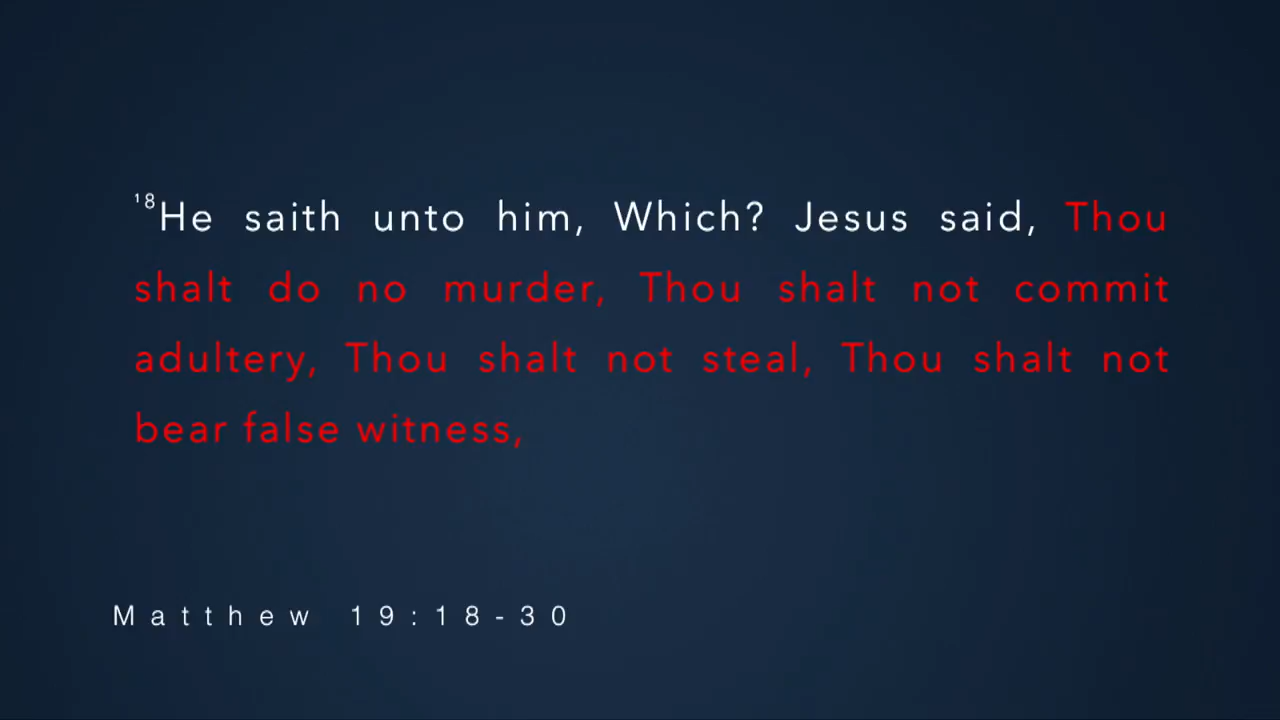 18He saith unto him, Which? Jesus said, Thou
shalt do no murder, Thou shalt not commit
adultery, Thou shalt not steal, Thou shalt not
bear false witness,
Matthew 19:18-30